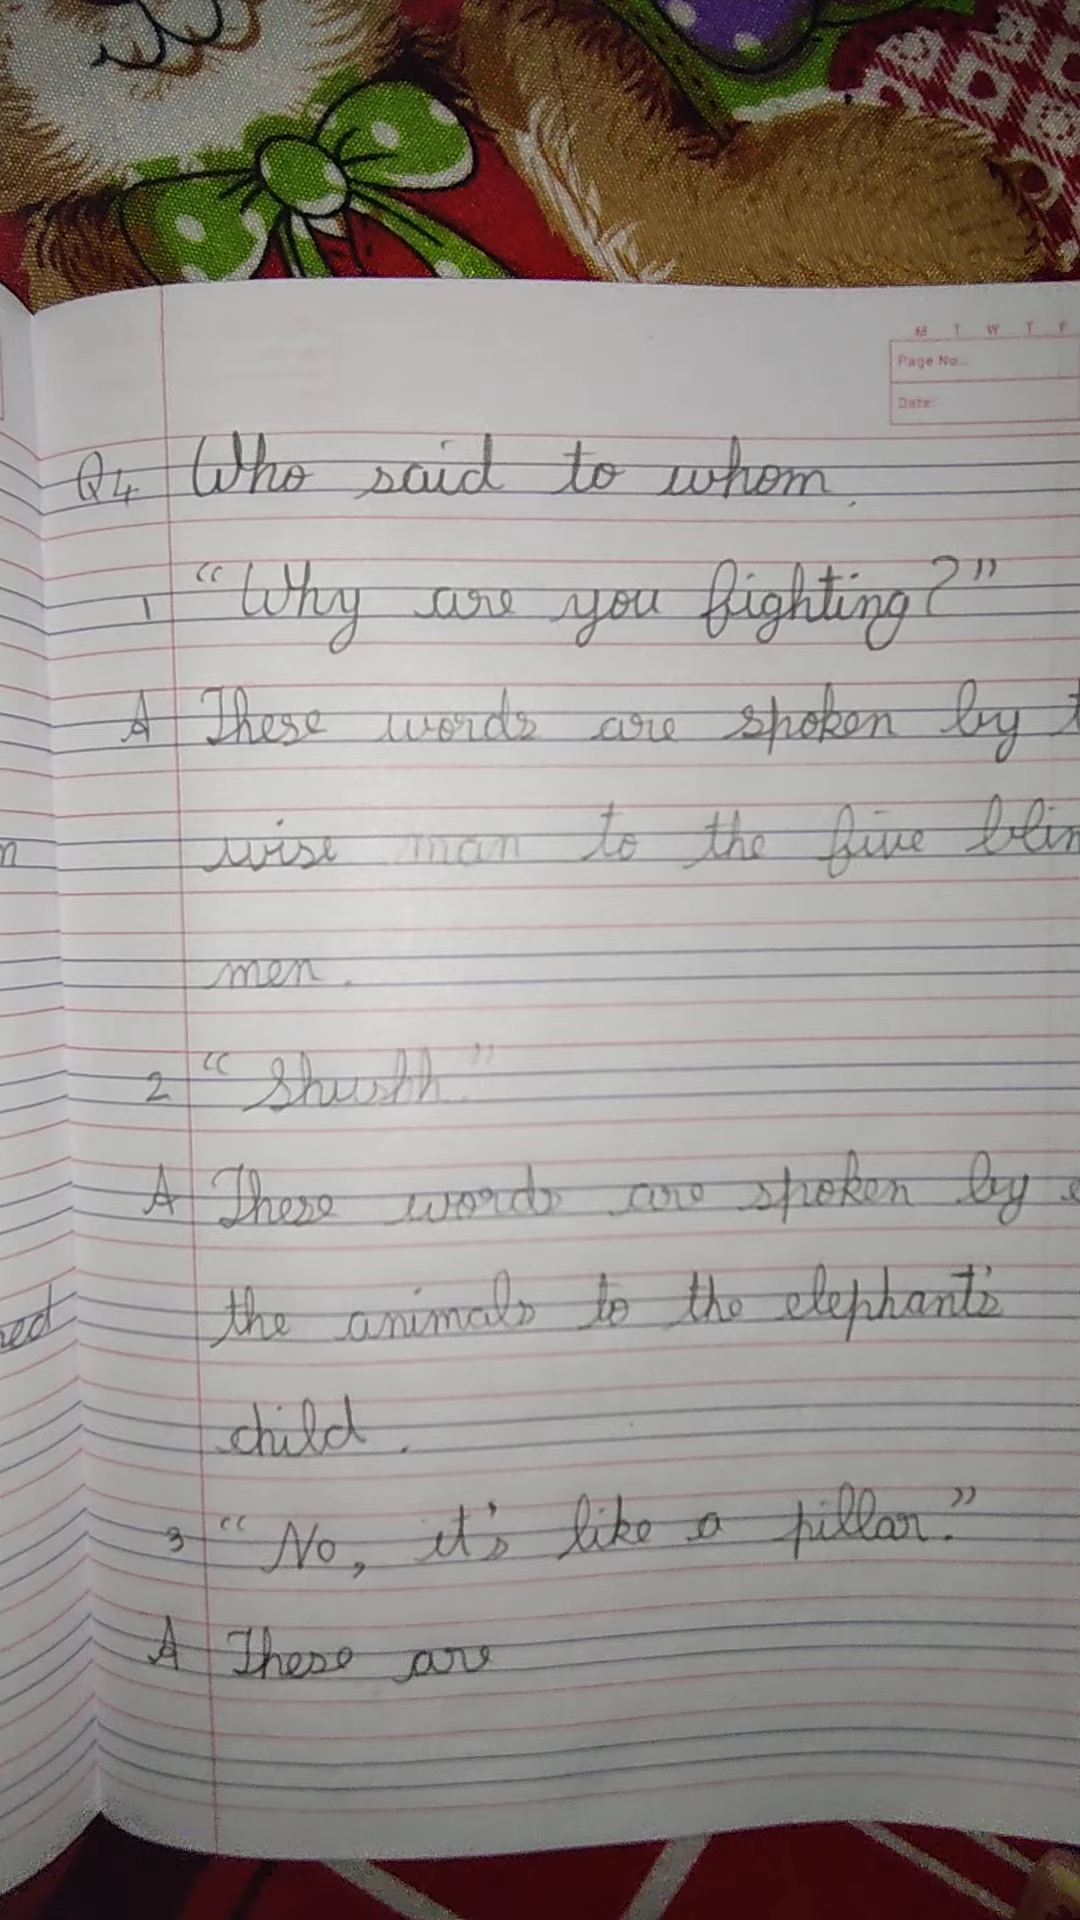 M T W T F
Page No.:
Date:
Q4 Who said to whom.
1 "Why are you fighting?"
A These words are spoken by t
wise man to the five blin
men.
2 "Shushh."
A These words are spoken by
the animals to the elephant's
child.
3 "No, it's like a pillar."
A These are
n
ed